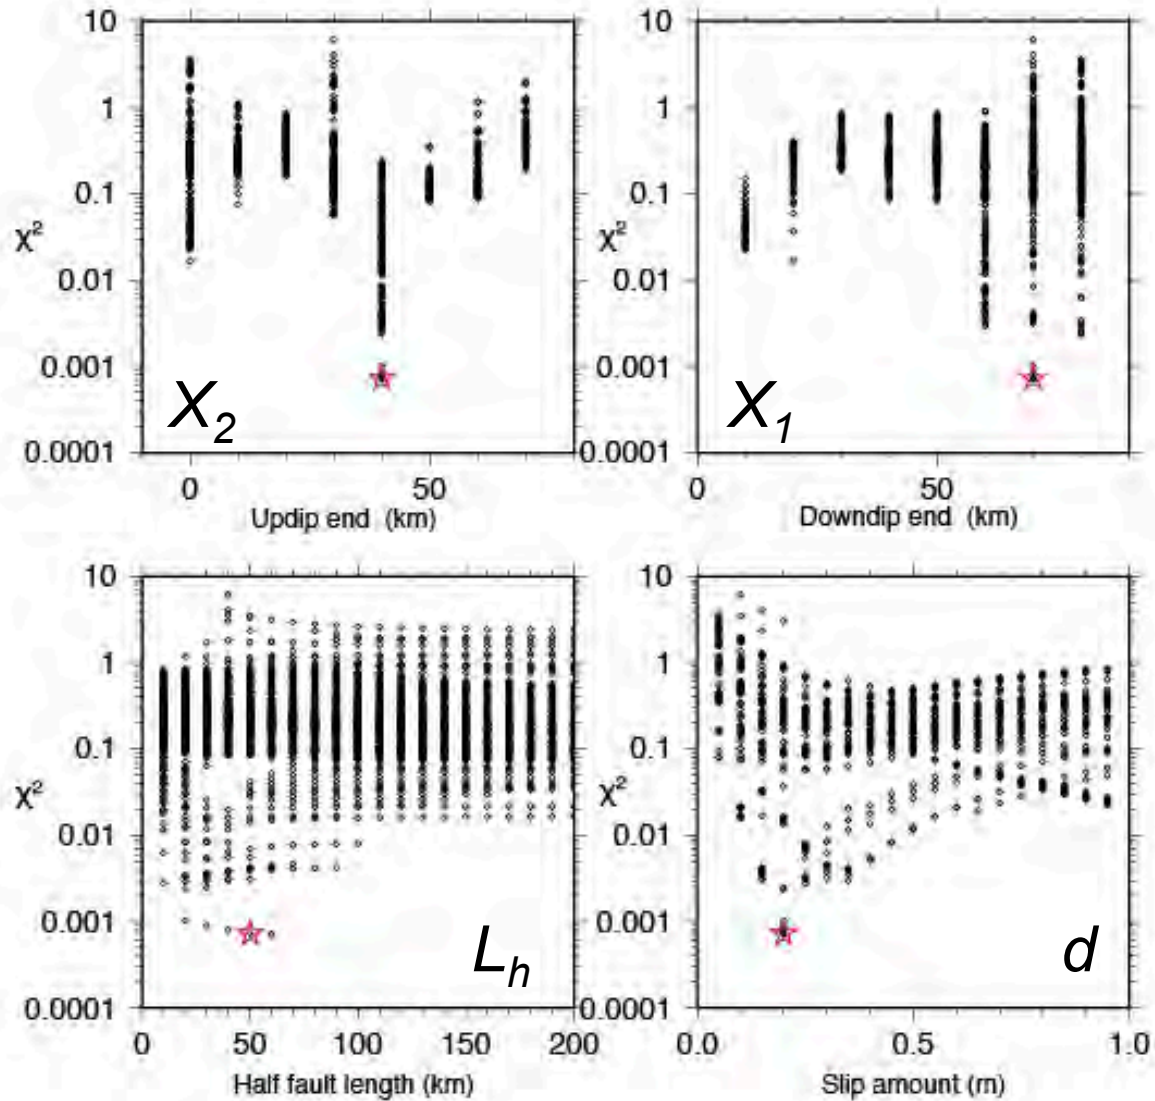 10 10
1 1
0.1 0.1
χ² χ²
0.01 0.01
0.001 0.001
X₂ X₁
0.0001 0.0001
0 50 0 50
Updip end (km) Downdip end (km)
10 10
1 1
0.1 0.1
χ² χ²
0.01 0.01
0.001 0.001
Lₕ d
0.0001 0.0001
0 50 100 150 200 0.0 0.5 1.0
Half fault length (km) Slip amount (m)